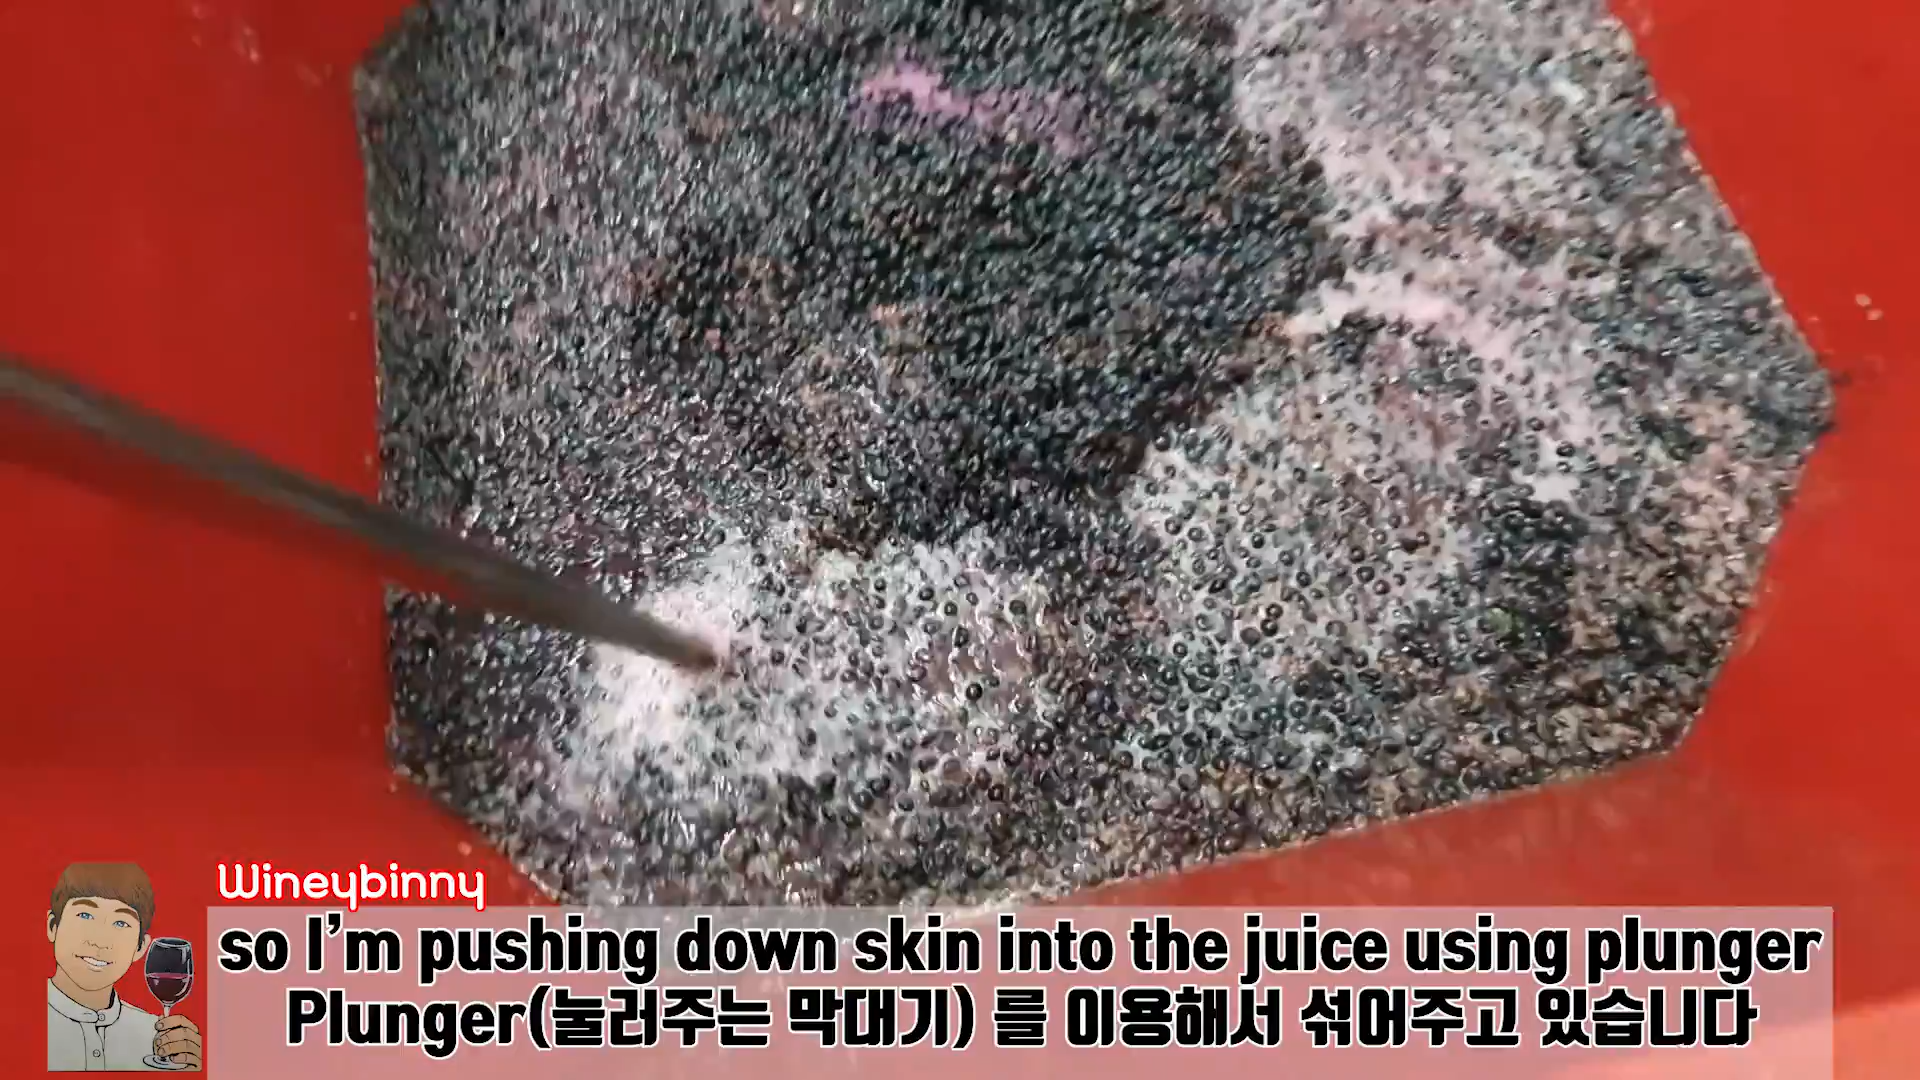 Wineybinny
so I'm pushing down skin into the juice using plunger
Plunger(눌러주는 막대기) 를 이용해서 섞어주고 있습니다